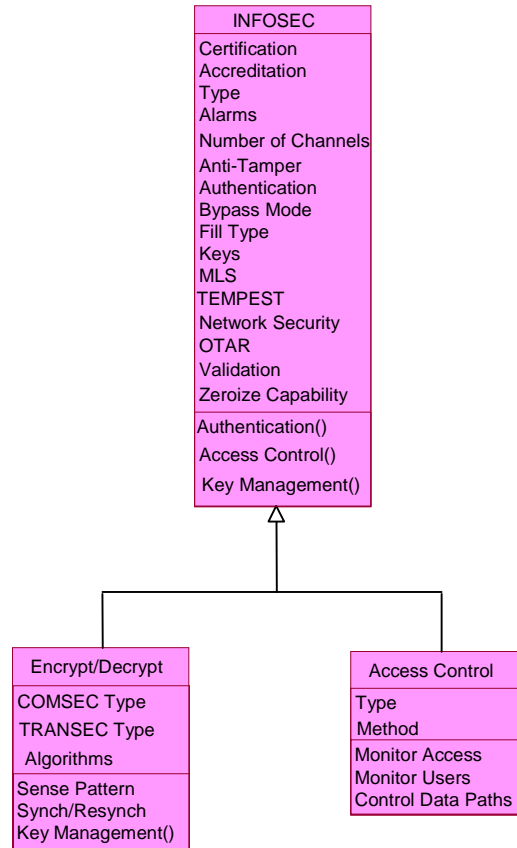 INFOSEC
Certification
Accreditation
Type
Alarms
Number of Channels
Anti-Tamper
Authentication
Bypass Mode
Fill Type
Keys
MLS
TEMPEST
Network Security
OTAR
Validation
Zeroize Capability
Authentication()
Access Control()
Key Management()
Encrypt/Decrypt
COMSEC Type
TRANSEC Type
Algorithms
Sense Pattern
Synch/Resynch
Key Management()
Access Control
Type
Method
Monitor Access
Monitor Users
Control Data Paths